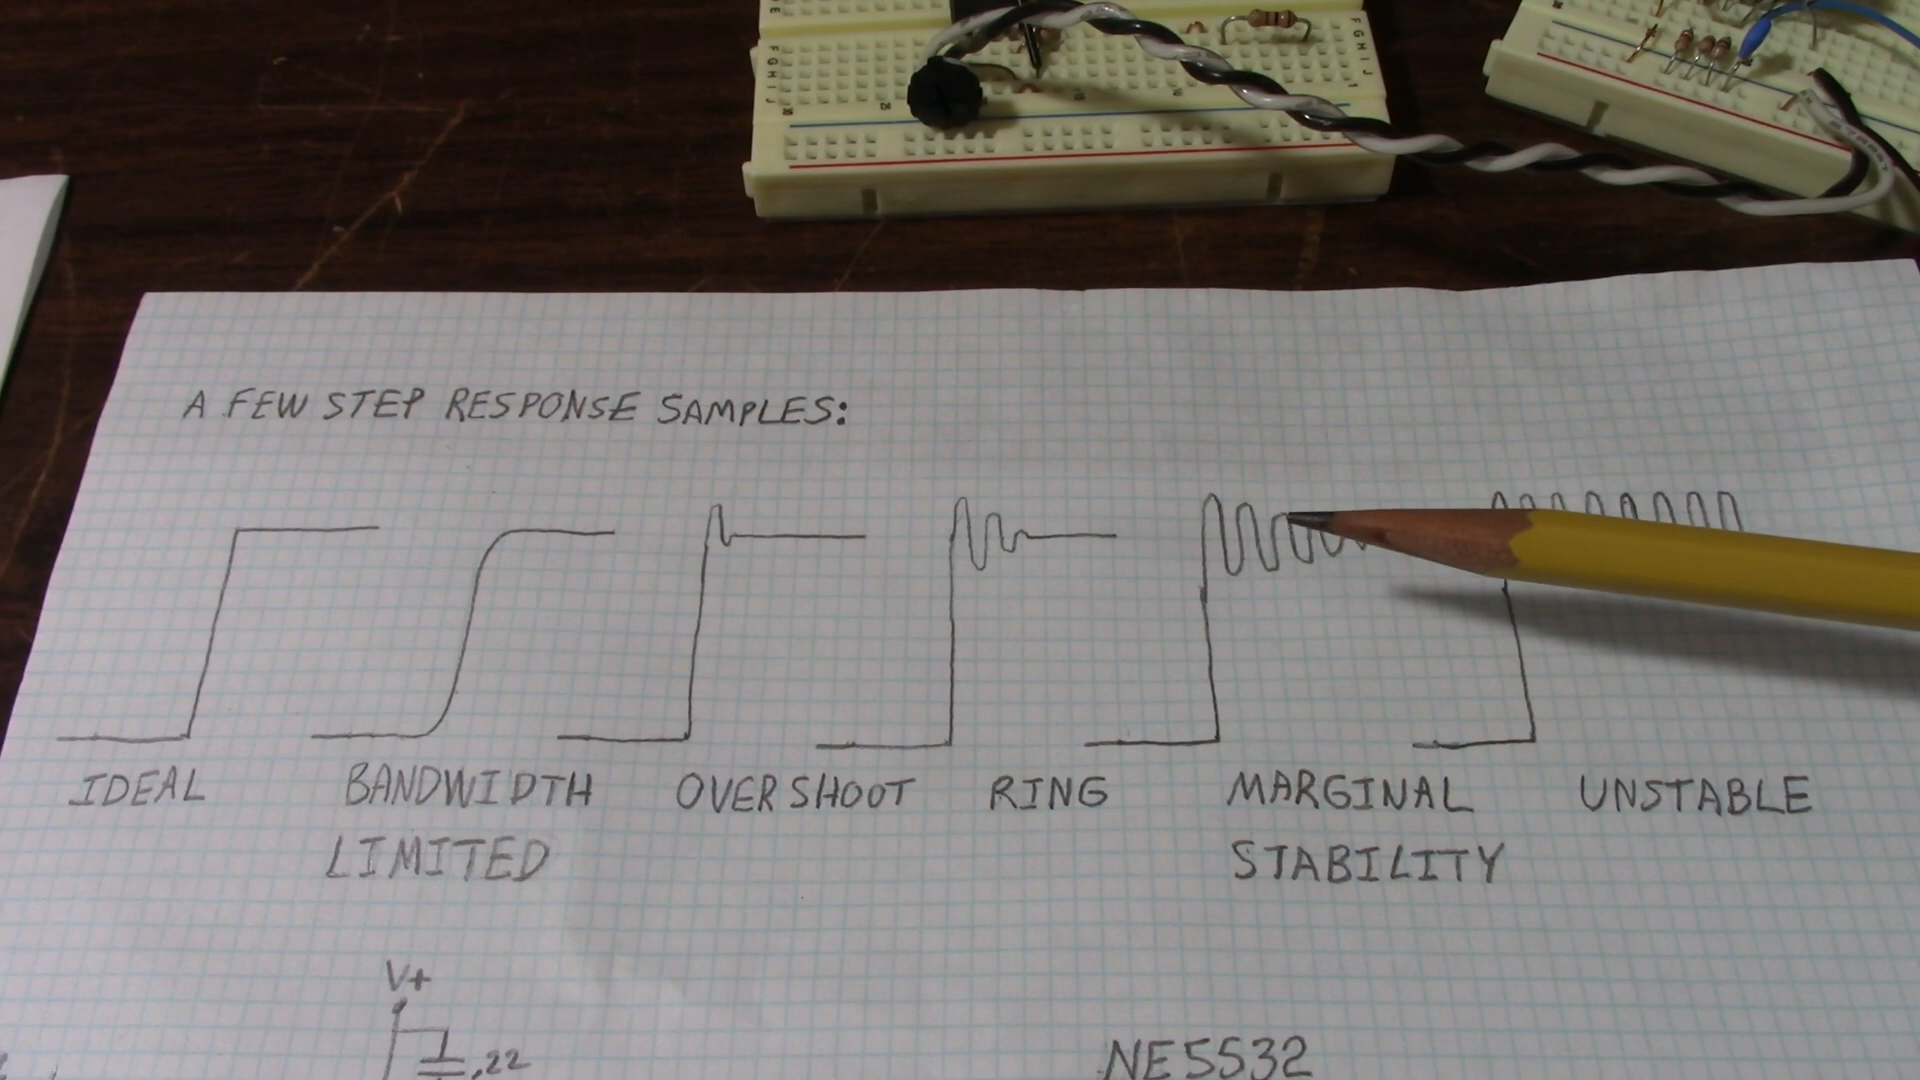 A FEW STEP RESPONSE SAMPLES:
IDEAL
BANDWIDTH
LIMITED
OVERSHOOT
RING
MARGINAL
STABILITY
UNSTABLE
V+
.22
NE5532